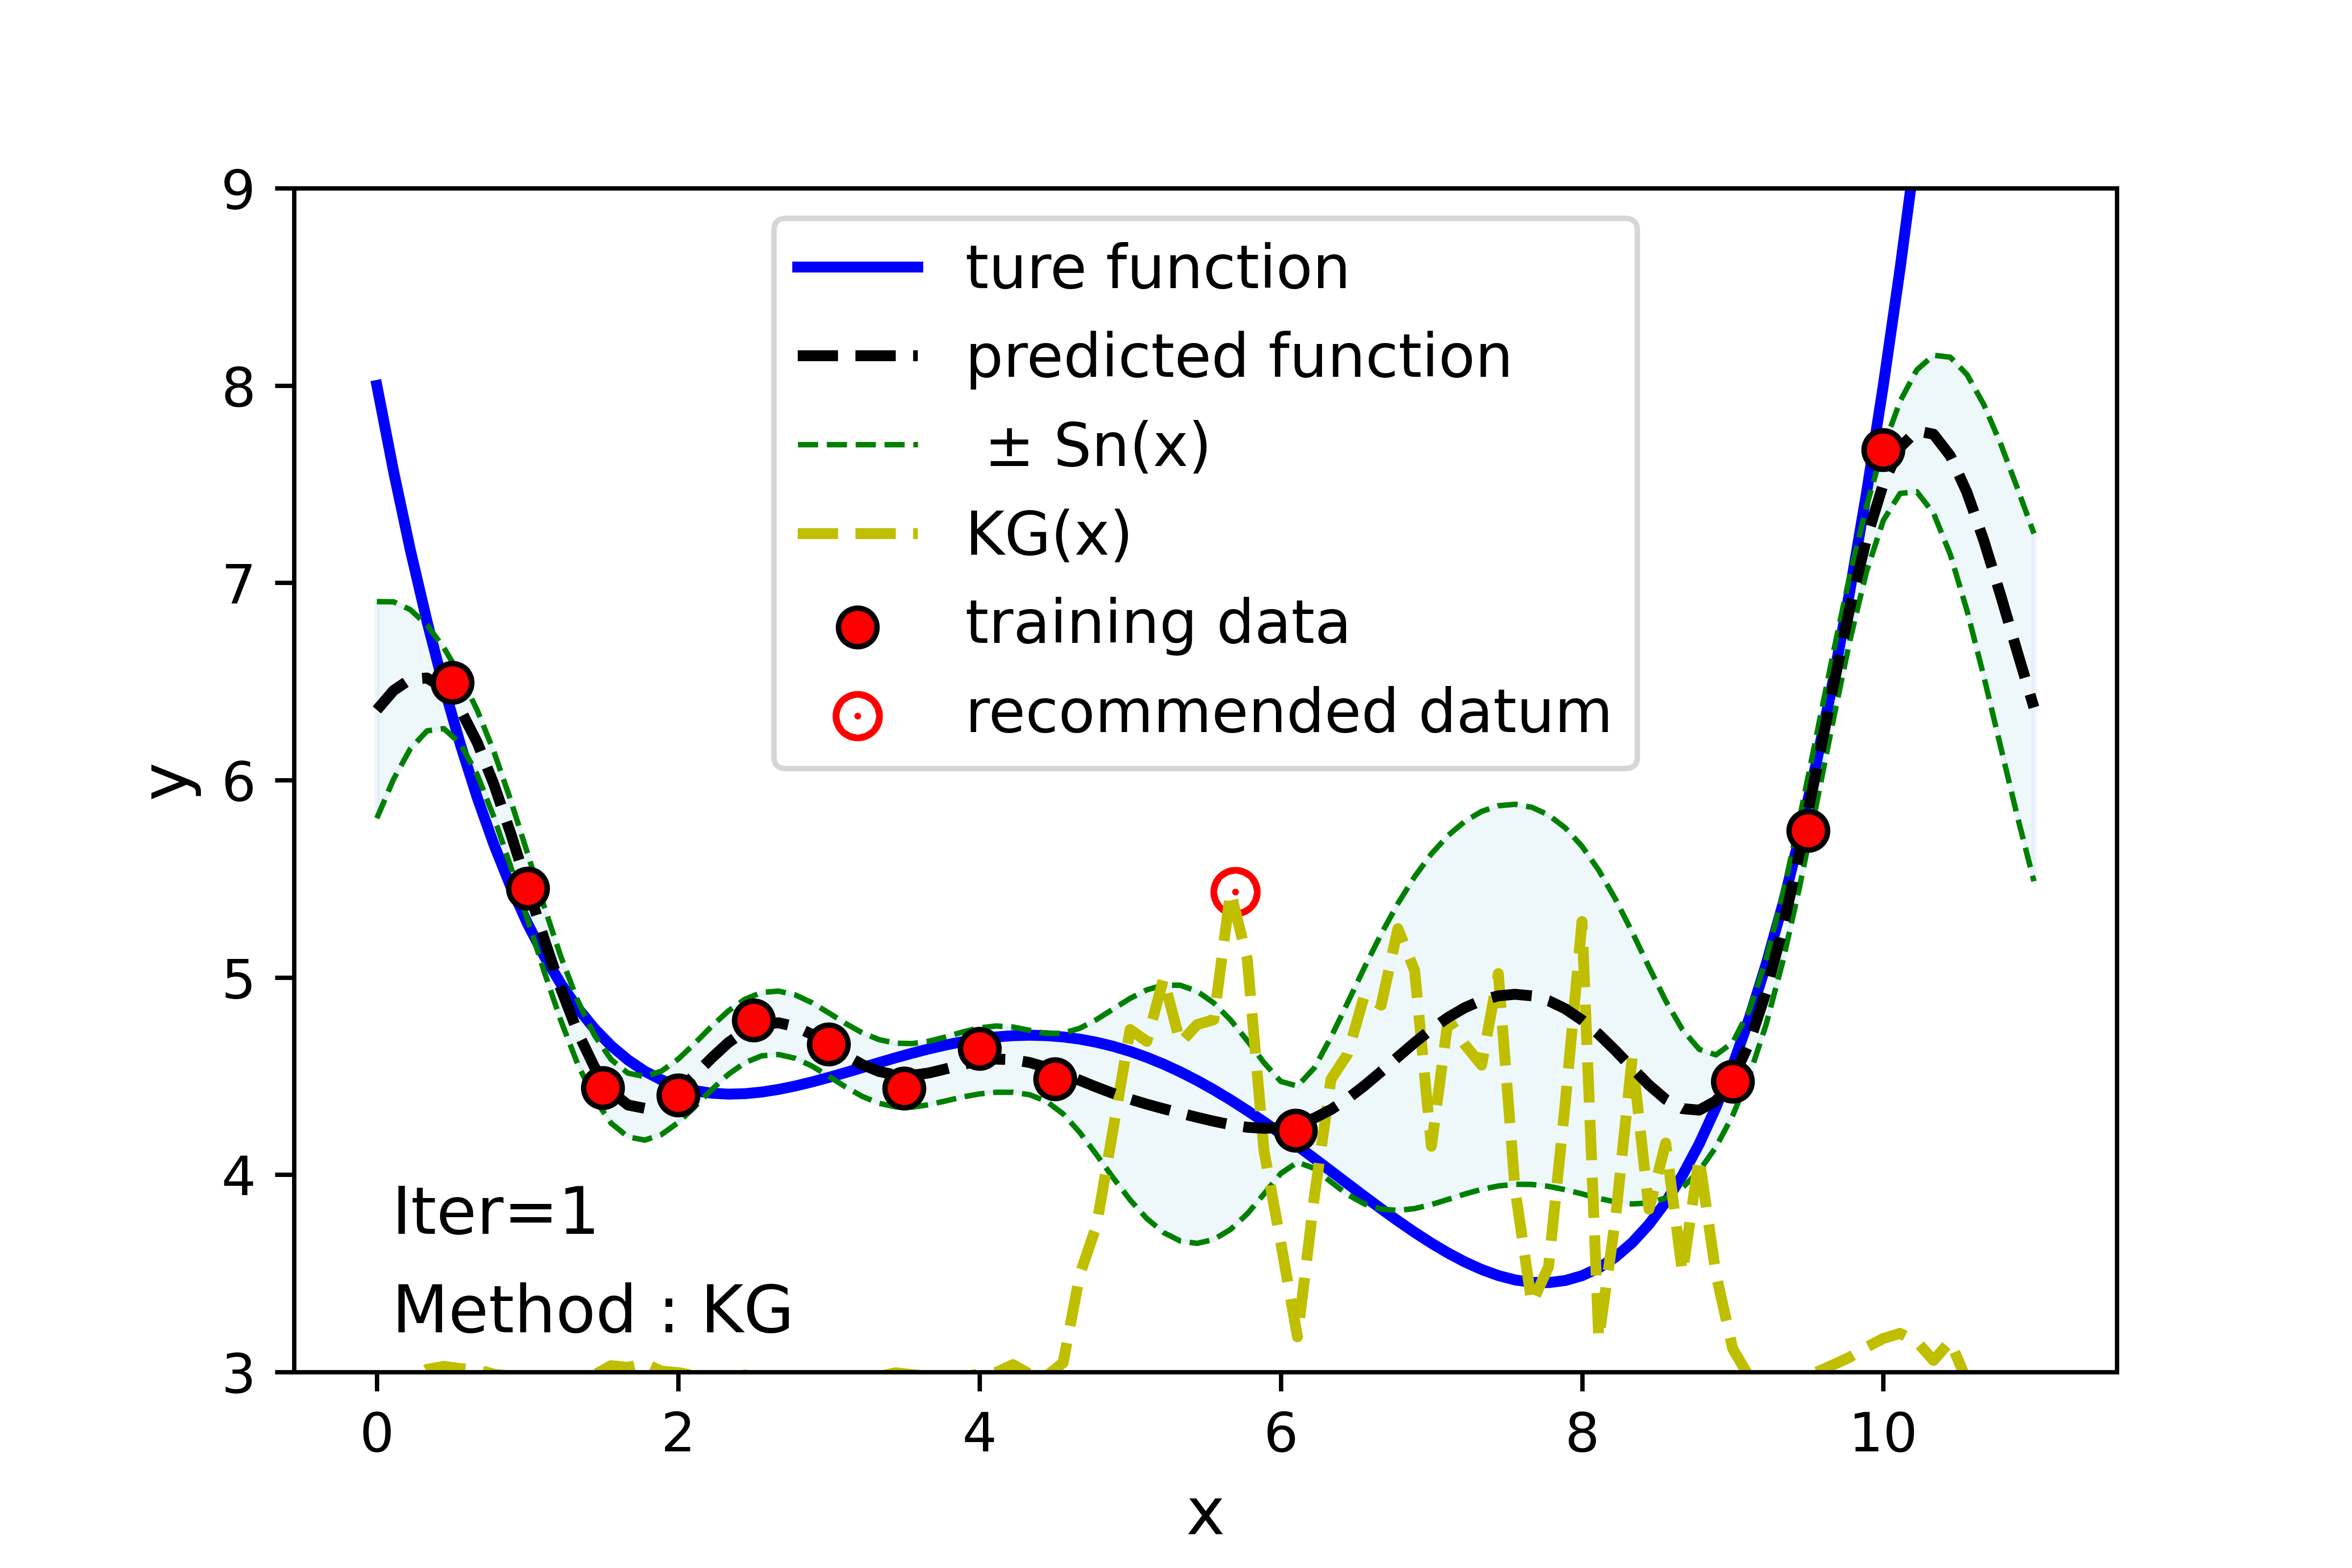 9
8
7
6
5
4
3
y
ture function
predicted function
± Sn(x)
KG(x)
training data
recommended datum
Iter=1
Method : KG
0 2 4 6 8 10
x